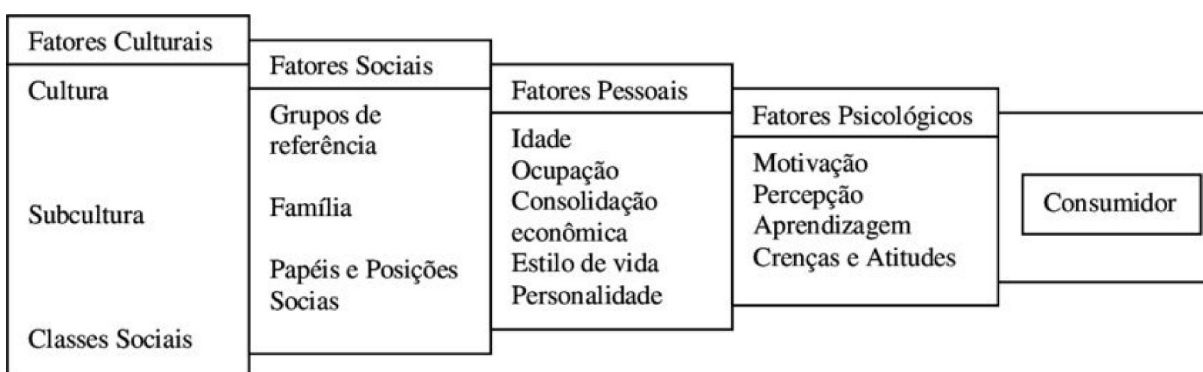 Fatores Culturais
Cultura
Subcultura
Classes Sociais
Fatores Sociais
Grupos de
referência
Família
Papéis e Posições
Socias
Fatores Pessoais
Idade
Ocupação
Consolidação
econômica
Estilo de vida
Personalidade
Fatores Psicológicos
Motivação
Percepção
Aprendizagem
Crenças e Atitudes
Consumidor